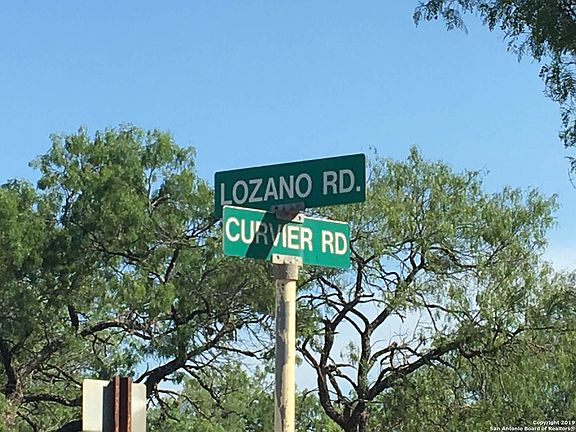 LOZANO RD.
CURVIER RD
Copyright 2019
San Antonio Board of Realtors®